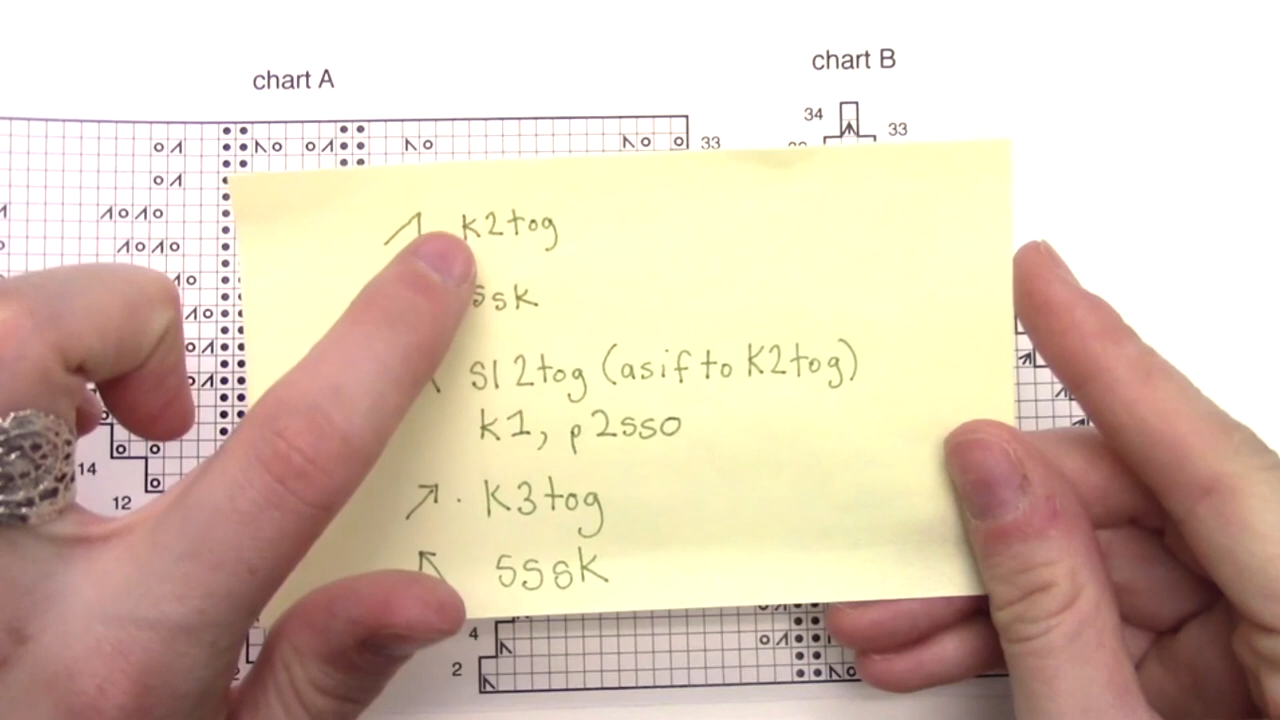 chart A
chart B
34
33
33
k2tog
ssk
sl 2tog (as if to k2tog)
k1, p2sso
k3tog
sssk
14
12
4
2
2